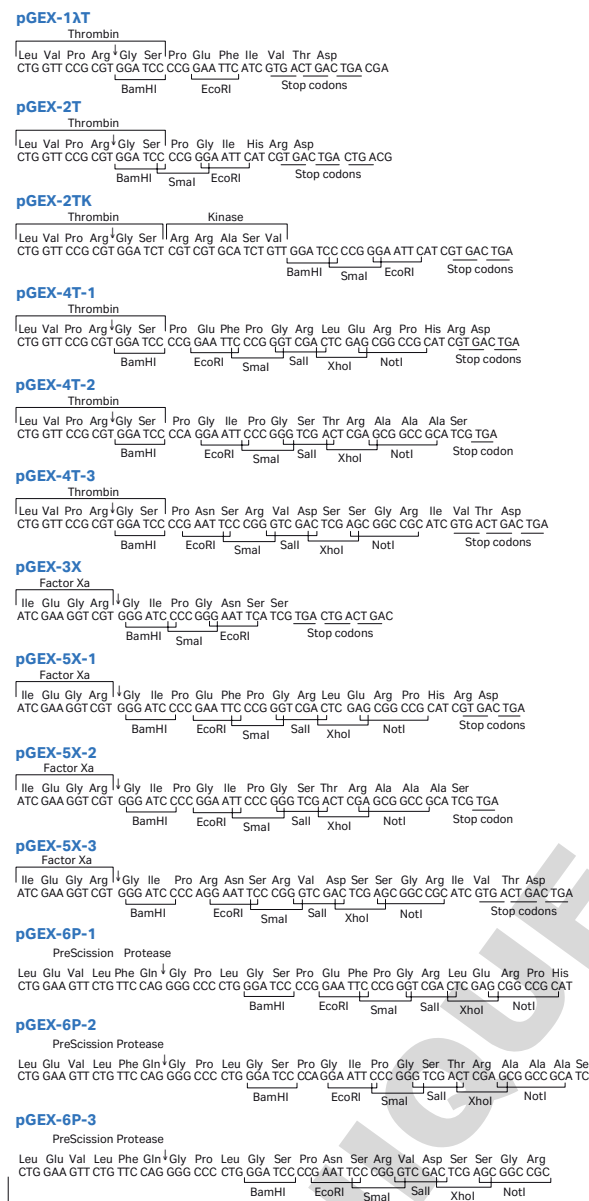 pGEX-1λT
Thrombin
Leu Val Pro Arg↓Gly Ser Pro Glu Phe Ile Val Thr Asp
CTG GTT CCG CGT GGA TCC CCG GAA TTC ATC GTG ACT GAC TGA CGA
BamHI EcoRI Stop codons
pGEX-2T
Thrombin
Leu Val Pro Arg↓Gly Ser Pro Gly Ile His Arg Asp
CTG GTT CCG CGT GGA TCC CCG GGA ATT CAT CGT GAC TGA CTG ACG
BamHI SmaI EcoRI Stop codons
pGEX-2TK
Thrombin Kinase
Leu Val Pro Arg↓Gly Ser Arg Arg Ala Ser Val
CTG GTT CCG CGT GGA TCT CGT CGT GCA TCT GTT GGA TCC CCG GGA ATT CAT CGT GAC TGA
BamHI SmaI EcoRI Stop codons
pGEX-4T-1
Thrombin
Leu Val Pro Arg↓Gly Ser Pro Glu Phe Pro Gly Arg Leu Glu Arg Pro His Arg Asp
CTG GTT CCG CGT GGA TCC CCG GAA TTC CCG GGT CGA CTC GAG CGG CCG CAT CGT GAC TGA
BamHI EcoRI SmaI SalI XhoI NotI Stop codons
pGEX-4T-2
Thrombin
Leu Val Pro Arg↓Gly Ser Pro Gly Ile Pro Gly Ser Thr Arg Ala Ala Ala Ser
CTG GTT CCG CGT GGA TCC CCA GGA ATT CCC GGG TCG ACT CGA GCG GCC GCA TCG TGA
BamHI EcoRI SmaI SalI XhoI NotI Stop codon
pGEX-4T-3
Thrombin
Leu Val Pro Arg↓Gly Ser Pro Asn Ser Arg Val Asp Ser Ser Gly Arg Ile Val Thr Asp
CTG GTT CCG CGT GGA TCC CCG AAT TCC CGG GTC GAC TCG AGC GGC CGC ATC GTG ACT GAC TGA
BamHI EcoRI SmaI SalI XhoI NotI Stop codons
pGEX-3X
Factor Xa
Ile Glu Gly Arg↓Gly Ile Pro Gly Asn Ser Ser
ATC GAA GGT CGT GGG ATC CCC GGG AAT TCA TCG TGA CTG ACT GAC
BamHI SmaI EcoRI Stop codons
pGEX-5X-1
Factor Xa
Ile Glu Gly Arg↓Gly Ile Pro Glu Phe Pro Gly Arg Leu Glu Arg Pro His Arg Asp
ATC GAA GGT CGT GGG ATC CCC GAA TTC CCG GGT CGA CTC GAG CGG CCG CAT CGT GAC TGA
BamHI EcoRI SmaI SalI XhoI NotI Stop codons
pGEX-5X-2
Factor Xa
Ile Glu Gly Arg↓Gly Ile Pro Gly Ile Pro Gly Ser Thr Arg Ala Ala Ala Ser
ATC GAA GGT CGT GGG ATC CCC GGA ATT CCC GGG TCG ACT CGA GCG GCC GCA TCG TGA
BamHI EcoRI SmaI SalI XhoI NotI Stop codon
pGEX-5X-3
Factor Xa
Ile Glu Gly Arg↓Gly Ile Pro Arg Asn Ser Arg Val Asp Ser Ser Gly Arg Ile Val Thr Asp
ATC GAA GGT CGT GGG ATC CCC AGG AAT TCC CGG GTC GAC TCG AGC GGC CGC ATC GTG ACT GAC TGA
BamHI EcoRI SmaI SalI XhoI NotI Stop codons
pGEX-6P-1
PreScission Protease
Leu Glu Val Leu Phe Gln↓Gly Pro Leu Gly Ser Pro Glu Phe Pro Gly Arg Leu Glu Arg Pro His
CTG GAA GTT CTG TTC CAG GGG CCC CTG GGA TCC CCG GAA TTC CCG GGT CGA CTC GAG CGG CCG CAT
BamHI EcoRI SmaI SalI XhoI NotI
pGEX-6P-2
PreScission Protease
Leu Glu Val Leu Phe Gln↓Gly Pro Leu Gly Ser Pro Gly Ile Pro Gly Ser Thr Arg Ala Ala Ala Se
CTG GAA GTT CTG TTC CAG GGG CCC CTG GGA TCC CCAGGA ATT CCC GGG TCG ACT CGA GCG GCC GCA TC
BamHI EcoRI SmaI SalI XhoI NotI
pGEX-6P-3
PreScission Protease
Leu Glu Val Leu Phe Gln↓Gly Pro Leu Gly Ser Pro Asn Ser Arg Val Asp Ser Ser Gly Arg
CTG GAA GTT CTG TTC CAG GGG CCC CTG GGA TCC CCG AAT TCC CGG GTC GAC TCG AGC GGC CGC
BamHI EcoRI SmaI SalI XhoI NotI